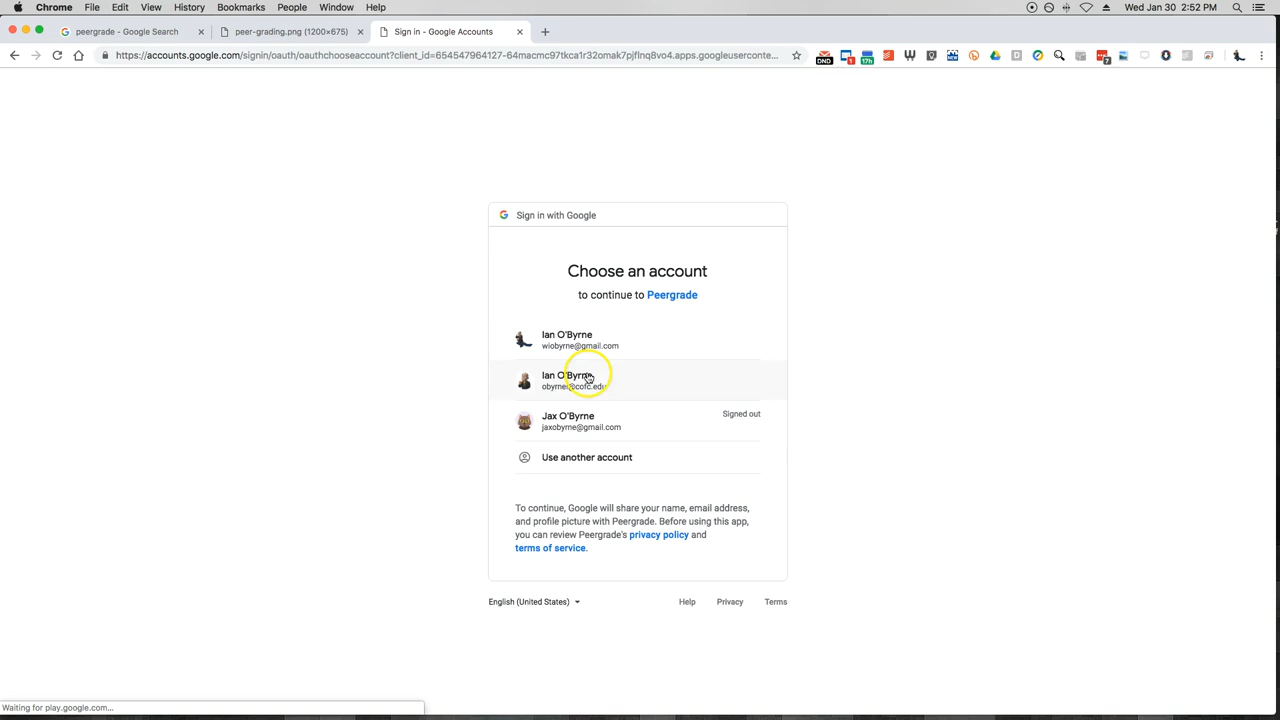 Chrome File Edit View History Bookmarks People Window Help Wed Jan 30 2:52 PM
peergrade - Google Search peer-grading.png (1200×675) Sign in - Google Accounts
https://accounts.google.com/signin/oauth/oauthchooseaccount?client_id=654547964127-64macmc97tkca1r32omak7pjflnq8vo4.apps.googleuserconte...
DND 1 17h NEW 7
Sign in with Google
Choose an account
to continue to Peergrade
Ian O'Byrne
wiobyrne@gmail.com
Ian O'Byrne
Jax O'Byrne
Signed out
jaxobyrne@gmail.com
Use another account
To continue, Google will share your name, email address,
and profile picture with Peergrade. Before using this app,
you can review Peergrade's privacy policy and
terms of service.
English (United States) Help Privacy Terms
Waiting for play.google.com...